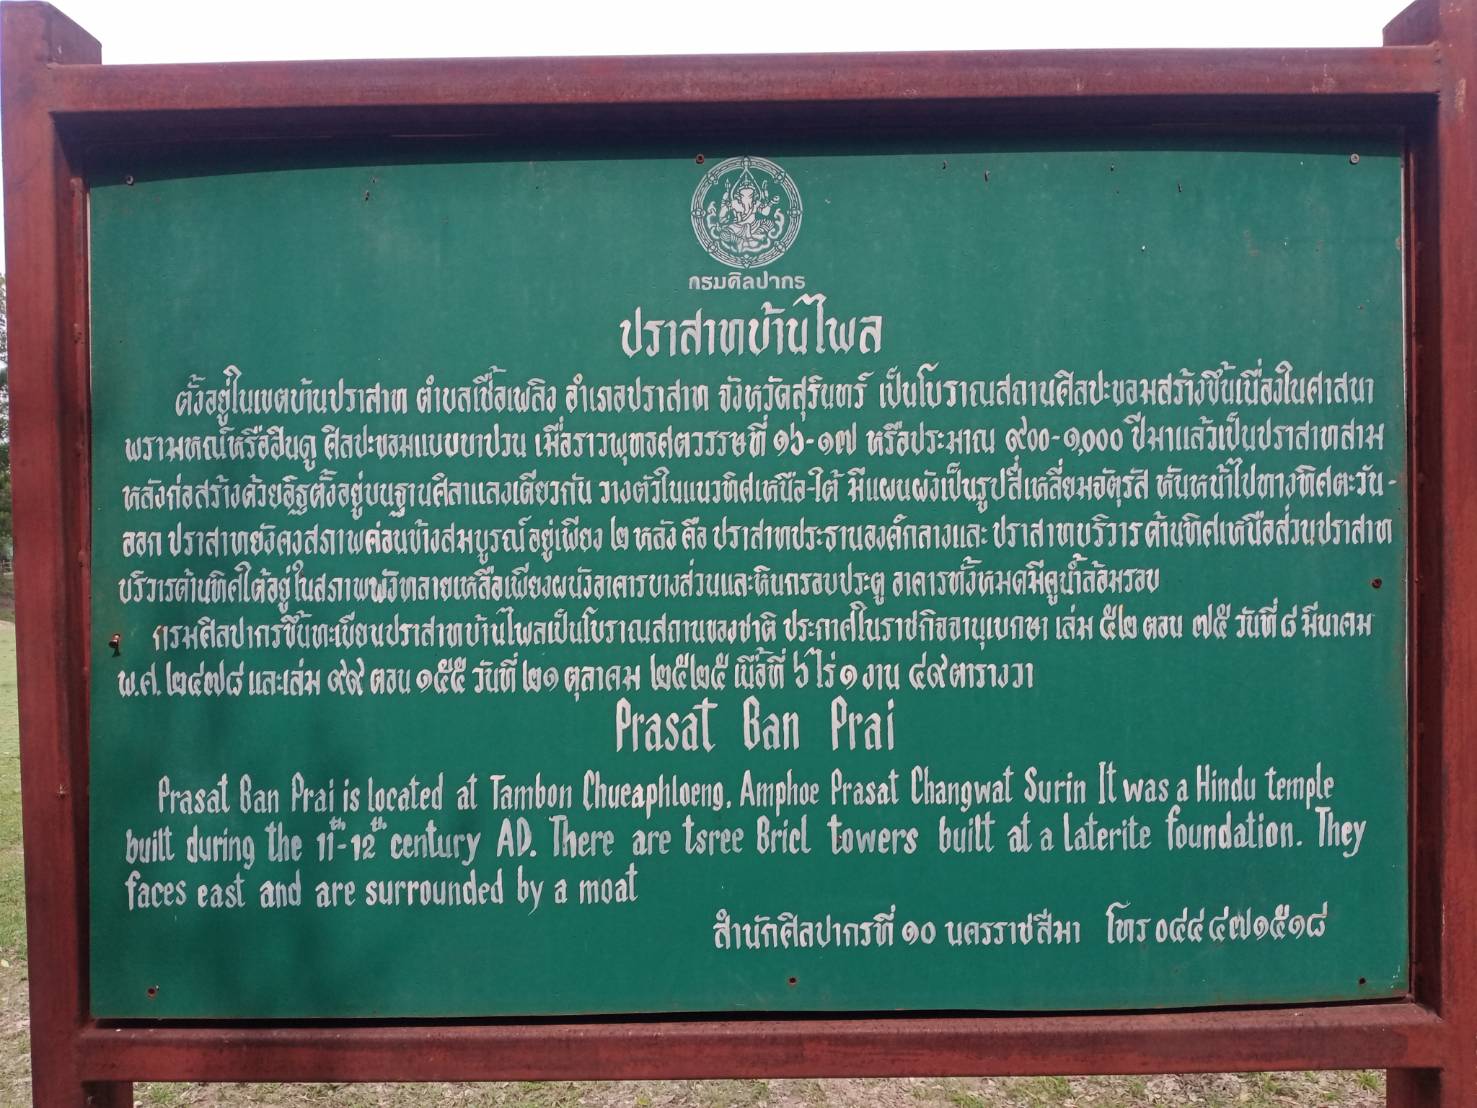 กรมศิลปากร
ปราสาทบ้านไพล
ตั้งอยู่ในเขตบ้านปราสาท ตำบลเชื้อเพลิง อำเภอปราสาท จังหวัดสุรินทร์ เป็นโบราณสถานศิลปะขอมสร้างขึ้นเนื่องในศาสนา
พราหมหณ์หรือฮินดู ศิลปะขอมแบบบาปวน เมื่อราวพุทธศตวรรษที่ ๑๖-๑๗ หรือประมาณ ๙๐๐-๑,๐๐๐ ปีมาแล้วเป็นปราสาทสาม
หลังก่อสร้างด้วยอิฐตั้งอยู่บนฐานศิลาแลงเดียวกัน วางตัวในแนวทิศเหนือ-ใต้ มีแผนผังเป็นรูปสี่เหลี่ยมจัตุรัส หันหน้าไปทางทิศตะวัน-
ออก ปราสาทยังคงสภาพค่อนข้างสมบูรณ์อยู่เพียง ๒ หลัง คือ ปราสาทประธานองค์กลางและ ปราสาทบริวารด้านทิศเหนือส่วนปราสาท
บริวารด้านทิศใต้อยู่ในสภาพพังทลายเหลือเพียงผนังอาคารบางส่วนและหินกรอบประตู อาคารทั้งหมดมีคูน้ำล้อมรอบ
กรมศิลปากรขึ้นทะเบียนปราสาทบ้านไพลเป็นโบราณสถานของชาติ ประกาศในราชกิจจานุเบกษา เล่ม ๕๒ ตอน ๗๕ วันที่ ๘ มีนาคม
พ.ศ. ๒๔๗๘ และเล่ม ๙๙ ตอน ๑๕๕ วันที่ ๒๑ ตุลาคม ๒๕๒๕ เนื้อที่ ๖ ไร่ ๑ งาน ๔๙ ตารางวา
Prasat Ban Prai
Prasat Ban Prai is located at Tambon Chueaphloeng. Amphoe Prasat Changwat Surin It was a Hindu temple
built during the 11th-12th century AD. There are tsree Bricl towers built at a laterite foundation. They
faces east and are surrounded by a moat
สำนักศิลปากรที่ ๑๐ นครราชสีมา โทร ๐๔๔ ๔๗๑๕๑๘